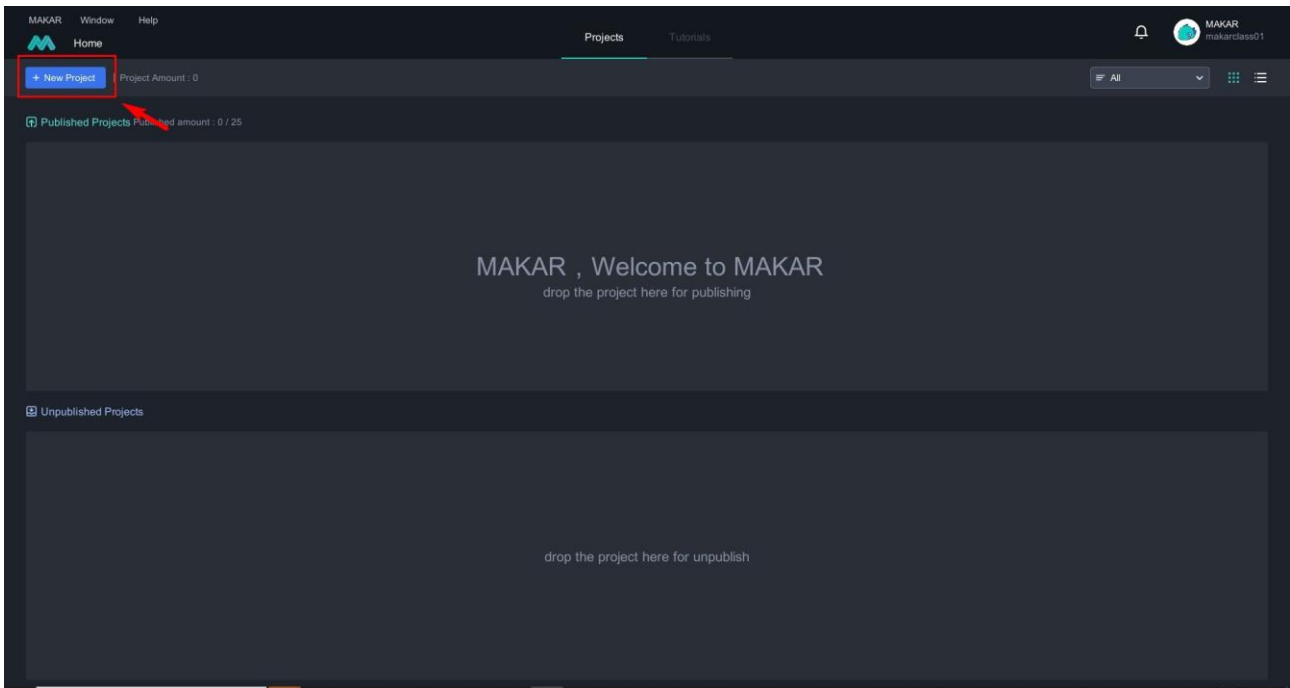 MAKAR Window Help
Home
Projects Tutorials
MAKAR
makarclass01
+ New Project | Project Amount : 0
All
Published Projects Published amount : 0 / 25
MAKAR , Welcome to MAKAR
drop the project here for publishing
Unpublished Projects
drop the project here for unpublish